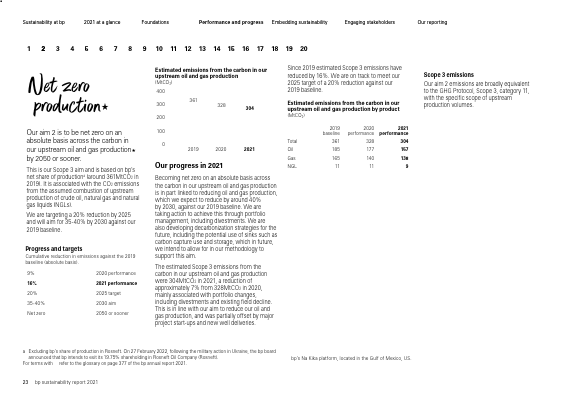 Sustainability at bp 2021 at a glance Foundations Performance and progress Embedding sustainability Engaging stakeholders Our reporting
1 2 3 4 5 6 7 8 9 10 11 12 13 14 15 16 17 18 19 20
Net zero
production★
Our aim 2 is to be net zero on an
absolute basis across the carbon in
our upstream oil and gas production★
by 2050 or sooner.
This is our Scope 3 aim and is based on bp's
net share of productionᵃ (around 361MtCO₂ in
2019). It is associated with the CO₂ emissions
from the assumed combustion of upstream
production of crude oil, natural gas and natural
gas liquids (NGLs).
We are targeting a 20% reduction by 2025
and will aim for 35-40% by 2030 against our 2019
baseline.
Progress and targets
Cumulative reduction in emissions against the 2019
baseline (absolute basis).
9% 2020 performance
16% 2021 performance
20% 2025 target
35-40% 2030 aim
Net zero 2050 or sooner
Estimated emissions from the carbon in our
upstream oil and gas production
(MtCO₂)
400
300
200
100
0
361
328
304
2019 2020 2021
Our progress in 2021
Becoming net zero on an absolute basis across
the carbon in our upstream oil and gas production
is in part linked to reducing oil and gas production,
which we expect to reduce by around 40%
by 2030, against our 2019 baseline. We are
taking action to achieve this through portfolio
management, including divestments. We are
also developing decarbonization strategies for the
future, including the potential use of sinks such as
carbon capture use and storage, which in future,
we intend to allow for in our methodology to
support this aim.
The estimated Scope 3 emissions from the
carbon in our upstream oil and gas production
were 304MtCO₂ in 2021, a reduction of
approximately 7% from 328MtCO₂ in 2020,
mainly associated with portfolio changes,
including divestments and existing field decline.
This is in line with our aim to reduce our oil and
gas production, and was partially offset by major
project start-ups and new well deliveries.
Since 2019 estimated Scope 3 emissions have
reduced by 16%. We are on track to meet our
2025 target of a 20% reduction against our
baseline.
Estimated emissions from the carbon in our
upstream oil and gas production by product
(MtCO₂)
2019 baseline 2020 performance 2021 performance
Total 361 328 304
Oil 185 177 157
Gas 165 140 138
NGL 11 11 9
Scope 3 emissions
Our aim 2 emissions are broadly equivalent
to the GHG Protocol, Scope 3, category 11,
with the specific scope of upstream
production volumes.
a Excluding bp's share of production in Rosneft. On 27 February 2022, following the military action in Ukraine, the bp board
announced that bp intends to exit its 19.75% shareholding in Rosneft Oil Company (Rosneft).
For terms with refer to the glossary on page 377 of the bp annual report 2021.
bp's Na Kika platform, located in the Gulf of Mexico, US.
23 bp sustainability report 2021